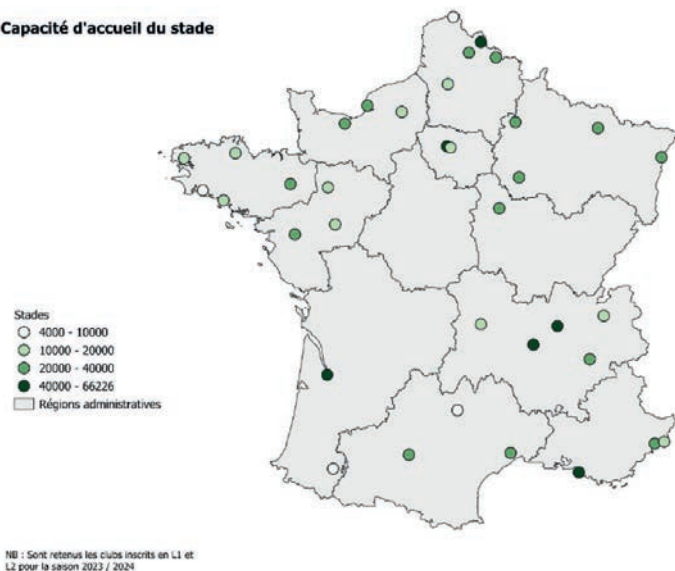 Capacité d'accueil du stade
Stades
4000 - 10000
10000 - 20000
20000 - 40000
40000 - 66226
Régions administratives
NB : Sont retenus les clubs inscrits en L1 et
L2 pour la saison 2023 / 2024